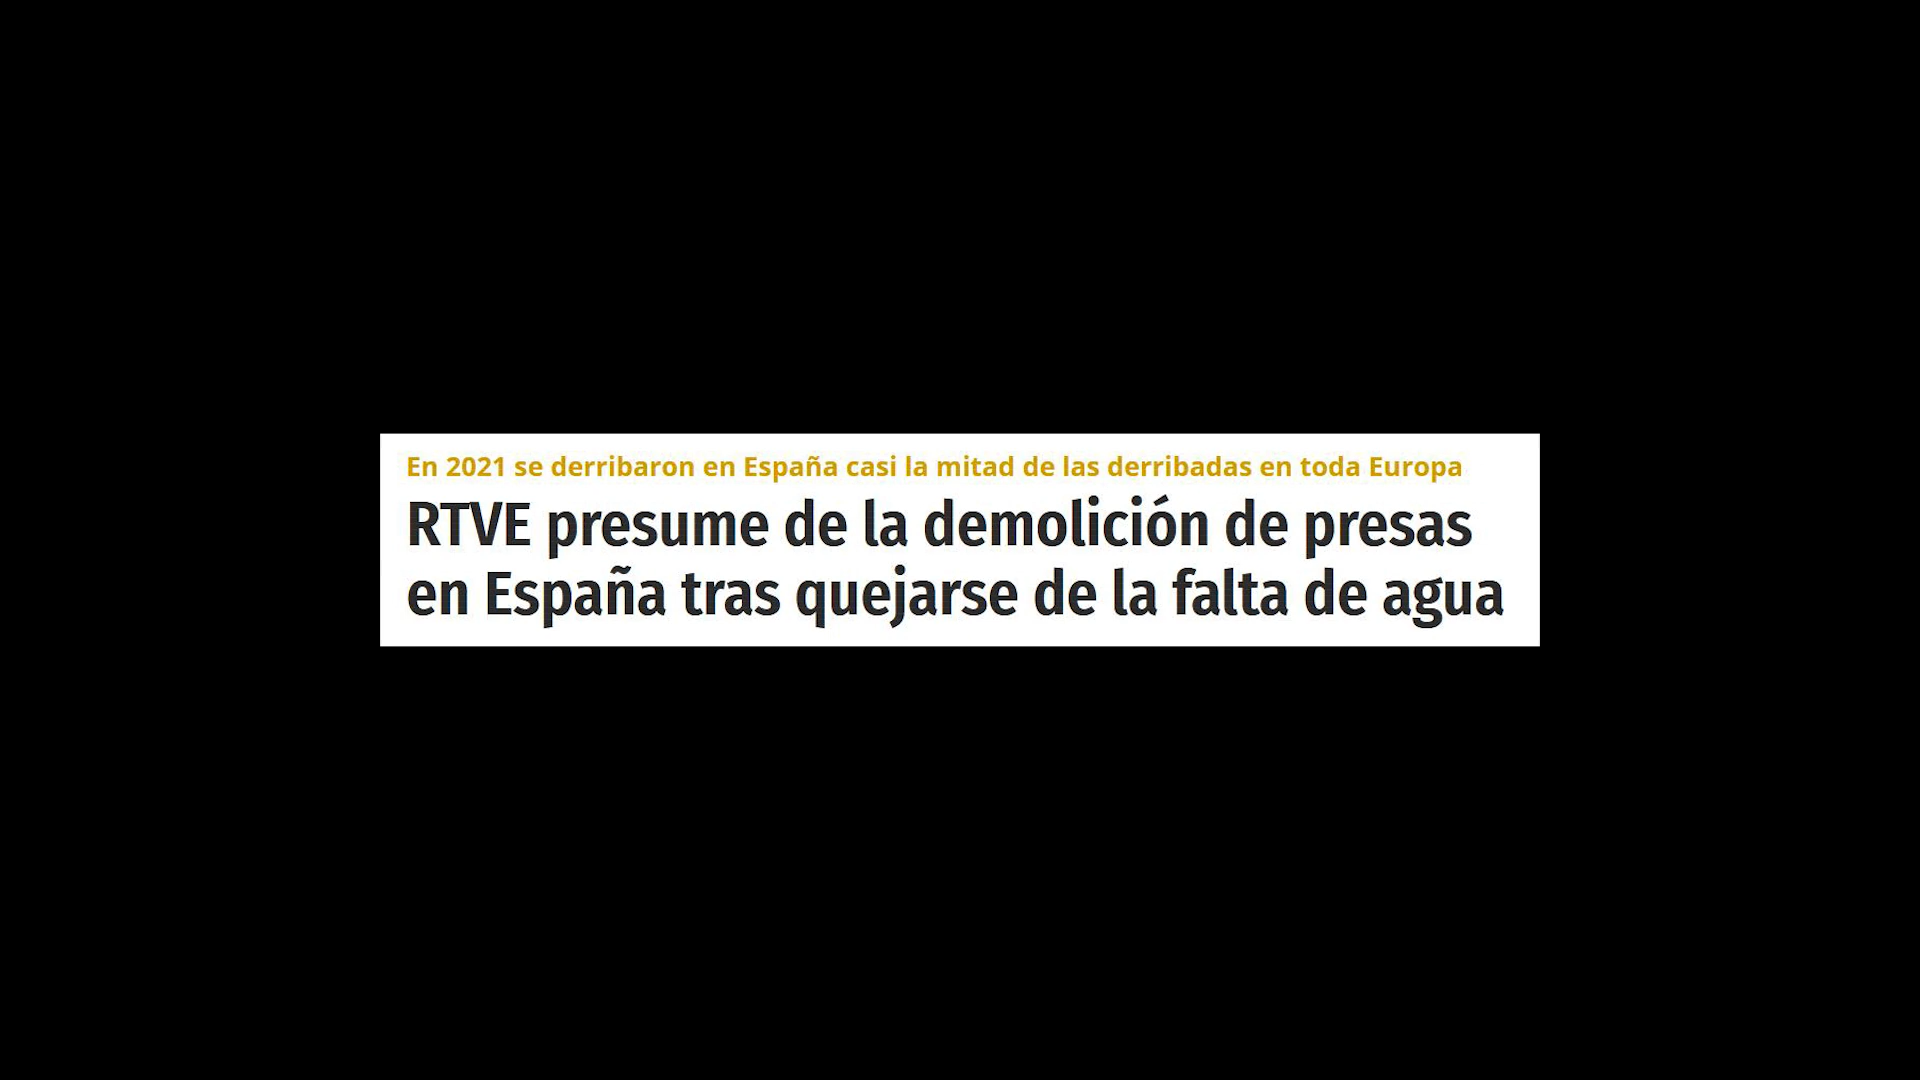 En 2021 se derribaron en España casi la mitad de las derribadas en toda Europa
RTVE presume de la demolición de presas
en España tras quejarse de la falta de agua